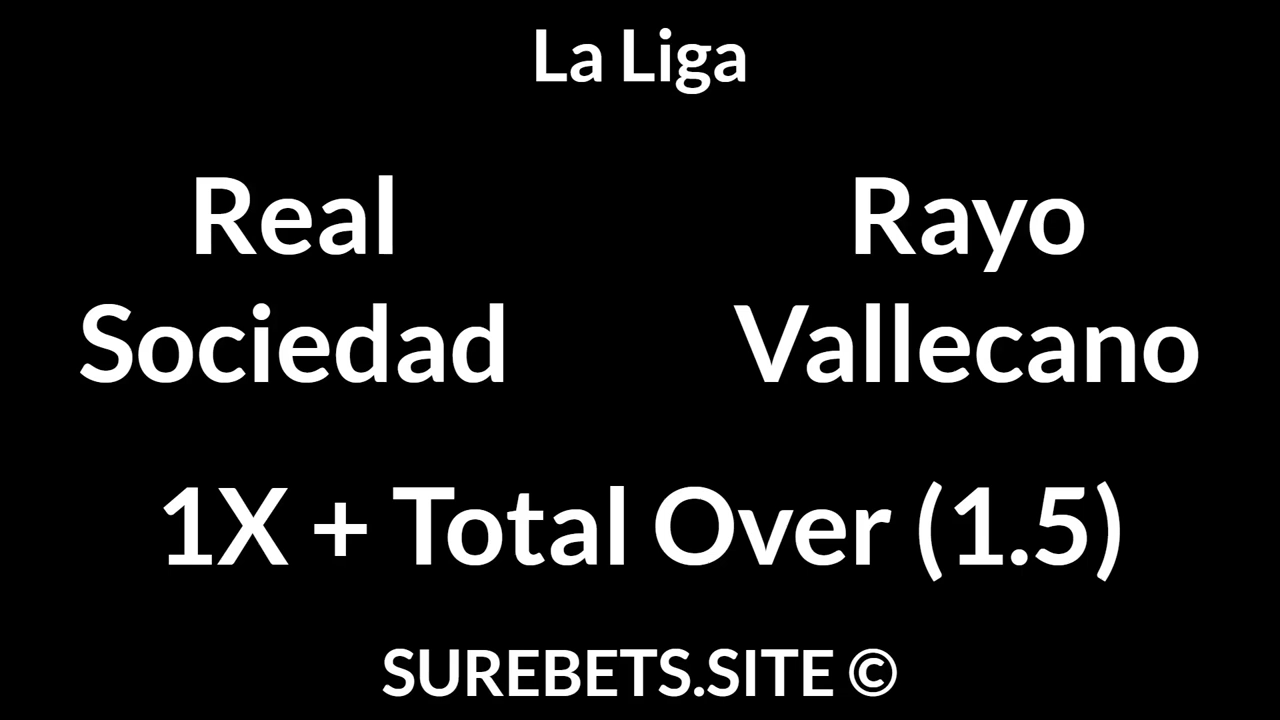 La Liga
Real
Sociedad
Rayo
Vallecano
1X + Total Over (1.5)
SUREBETS.SITE ©